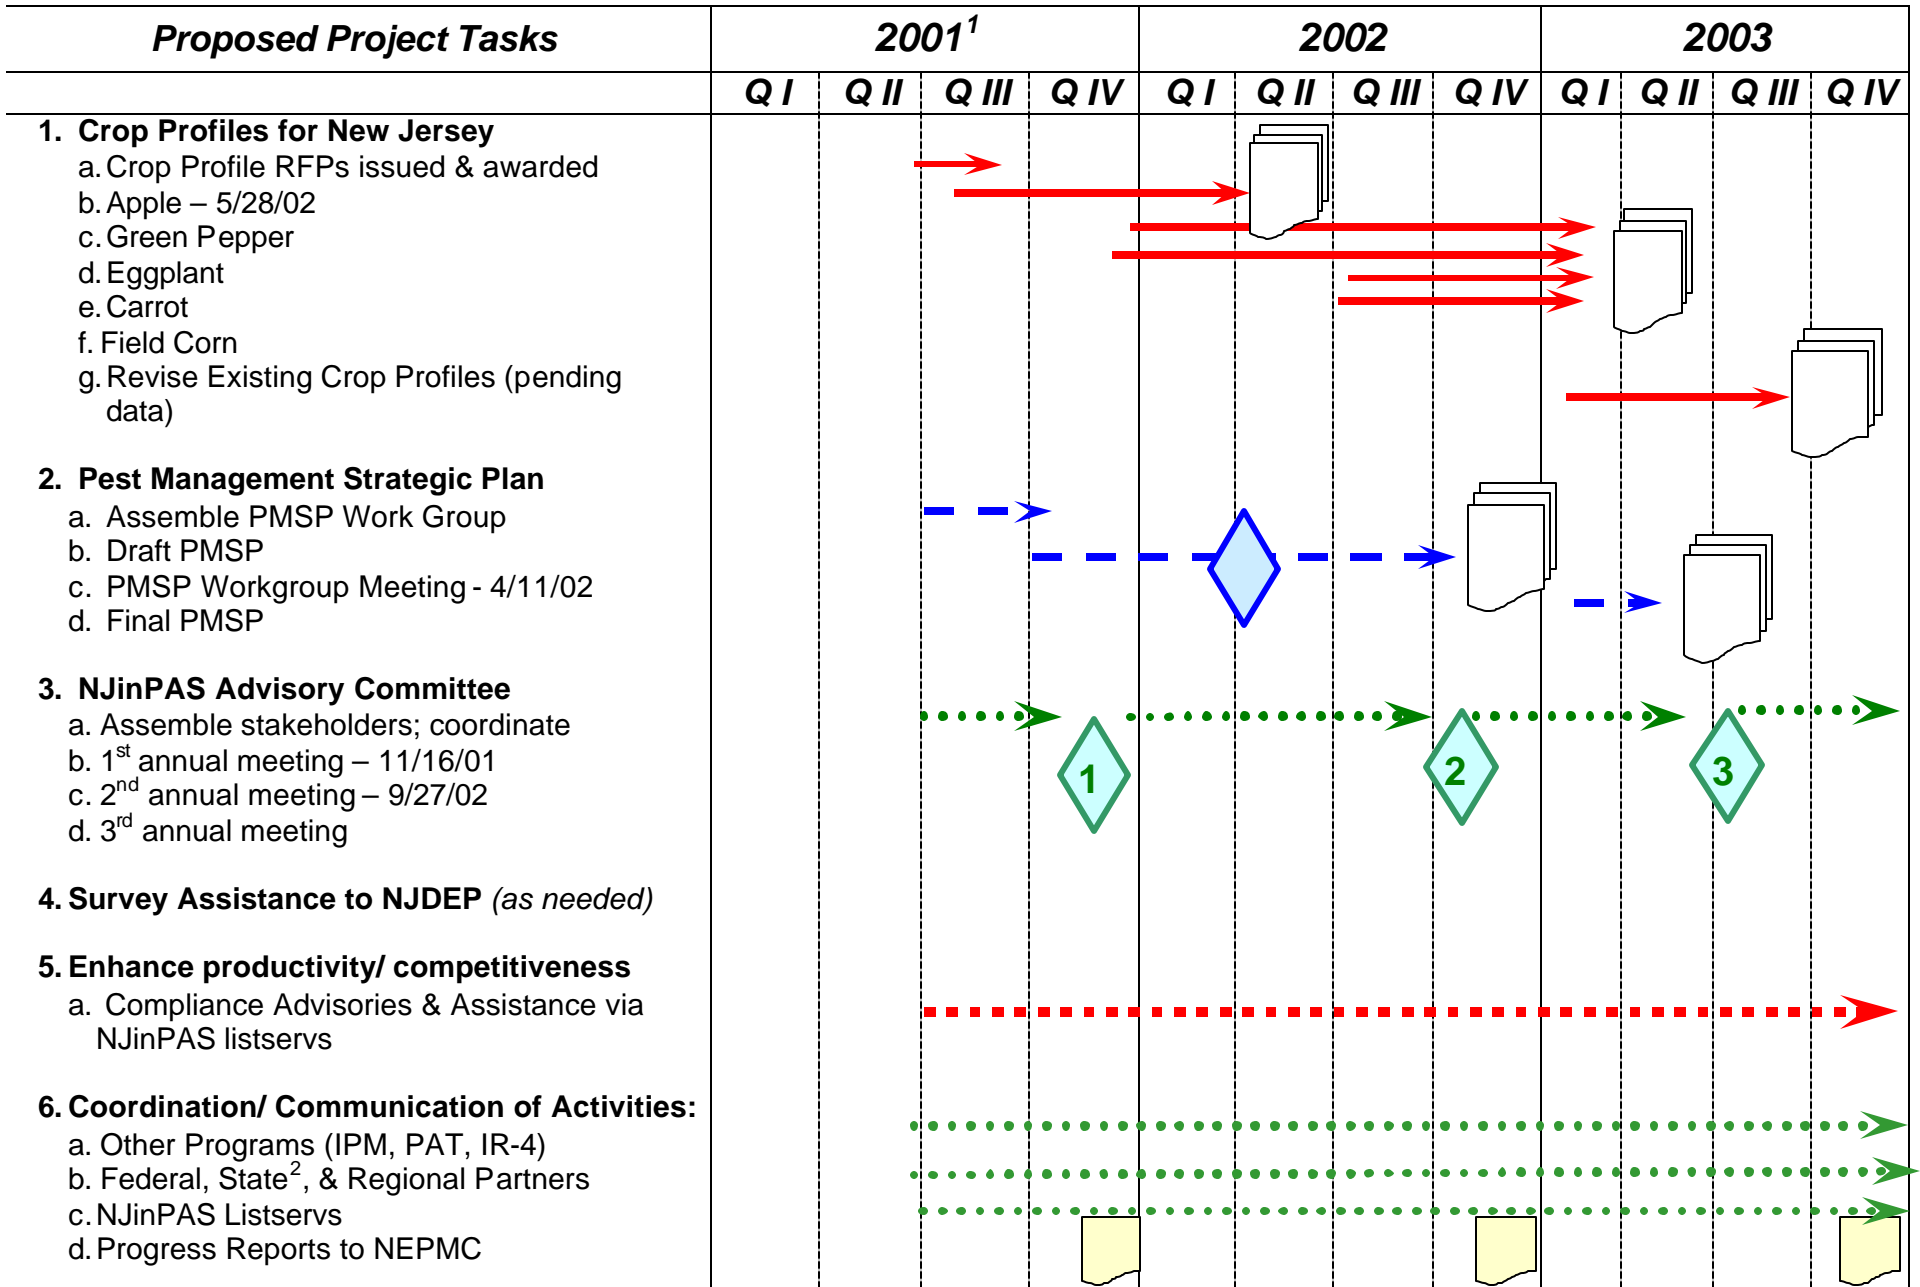 Proposed Project Tasks 2001¹ 2002 2003
Q I Q II Q III Q IV Q I Q II Q III Q IV Q I Q II Q III Q IV
1. Crop Profiles for New Jersey
a. Crop Profile RFPs issued & awarded
b. Apple – 5/28/02
c. Green Pepper
d. Eggplant
e. Carrot
f. Field Corn
g. Revise Existing Crop Profiles (pending
data)
2. Pest Management Strategic Plan
a. Assemble PMSP Work Group
b. Draft PMSP
c. PMSP Workgroup Meeting - 4/11/02
d. Final PMSP
3. NJinPAS Advisory Committee
a. Assemble stakeholders; coordinate
b. 1st annual meeting – 11/16/01
c. 2nd annual meeting – 9/27/02
d. 3rd annual meeting
1 2 3
4. Survey Assistance to NJDEP (as needed)
5. Enhance productivity/ competitiveness
a. Compliance Advisories & Assistance via
NJinPAS listservs
6. Coordination/ Communication of Activities:
a. Other Programs (IPM, PAT, IR-4)
b. Federal, State², & Regional Partners
c. NJinPAS Listservs
d. Progress Reports to NEPMC